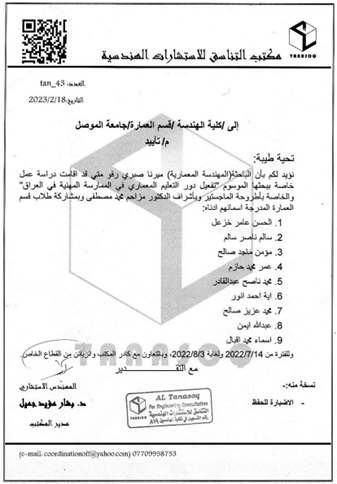 TANASOQ
مكتب التناسق للاستشارات الهندسية
العدد: tan_43
التاريخ: 2023/2/18
إلى /كلية الهندسة /قسم العمارة/جامعة الموصل
م/ تأييد
تحية طيبة:
نؤيد لكم بأن الباحثة(المهندسة المعمارية) ميرنا صبري رفو متي قد اقامت دراسة عمل
خاصة ببحثها الموسوم "تفعيل دور التعليم المعماري في الممارسة المهنية في العراق"
والخاصة بأطروحة الماجستير وبأشراف الدكتور مزاحم محمد مصطفى وبمشاركة طلاب قسم
العمارة المدرجة اسمائهم ادناه:
1 الحسن عامر خزعل
2 سالم ناصر سالم
3 مؤمن ماجد صالح
4 عمر محمد حازم
5 محمد ناصح عبدالقادر
6 اية احمد انور
7 محمد عزيز صالح
8 عبدالله ايمن
9 اسماء محمد اقبال
وللفترة من 2022/7/14 ولغاية 2022/8/3، وبالتعاون مع كادر المكتب والزبائن من القطاع الخاص.
مع التقـــــــدير
نسخة منه:-
• الاضبارة للحفظ
AL Tanasoq
For Engineering Consultation
التناسق للاستشارات الهندسية
المهندس الاستشاري
د. بشار مؤيد جميل
مدير المكتب
TANASOQ
(e-mail: coordinationoff@yahoo.com) 07709958753